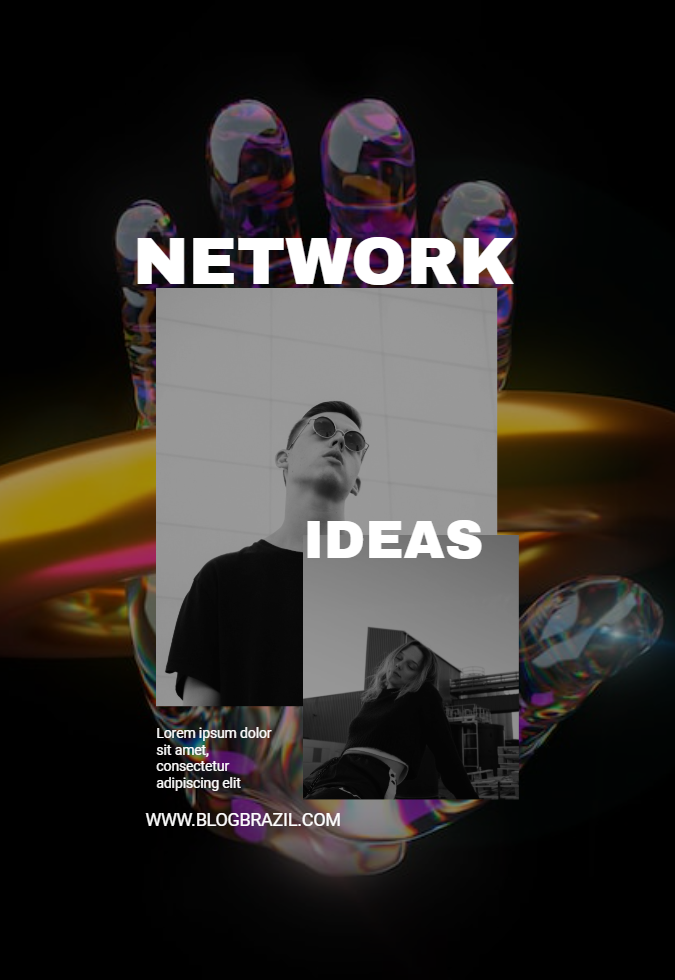 NETWORK
IDEAS
Lorem ipsum dolor
sit amet,
consectetur
adipiscing elit
WWW.BLOGBRAZIL.COM